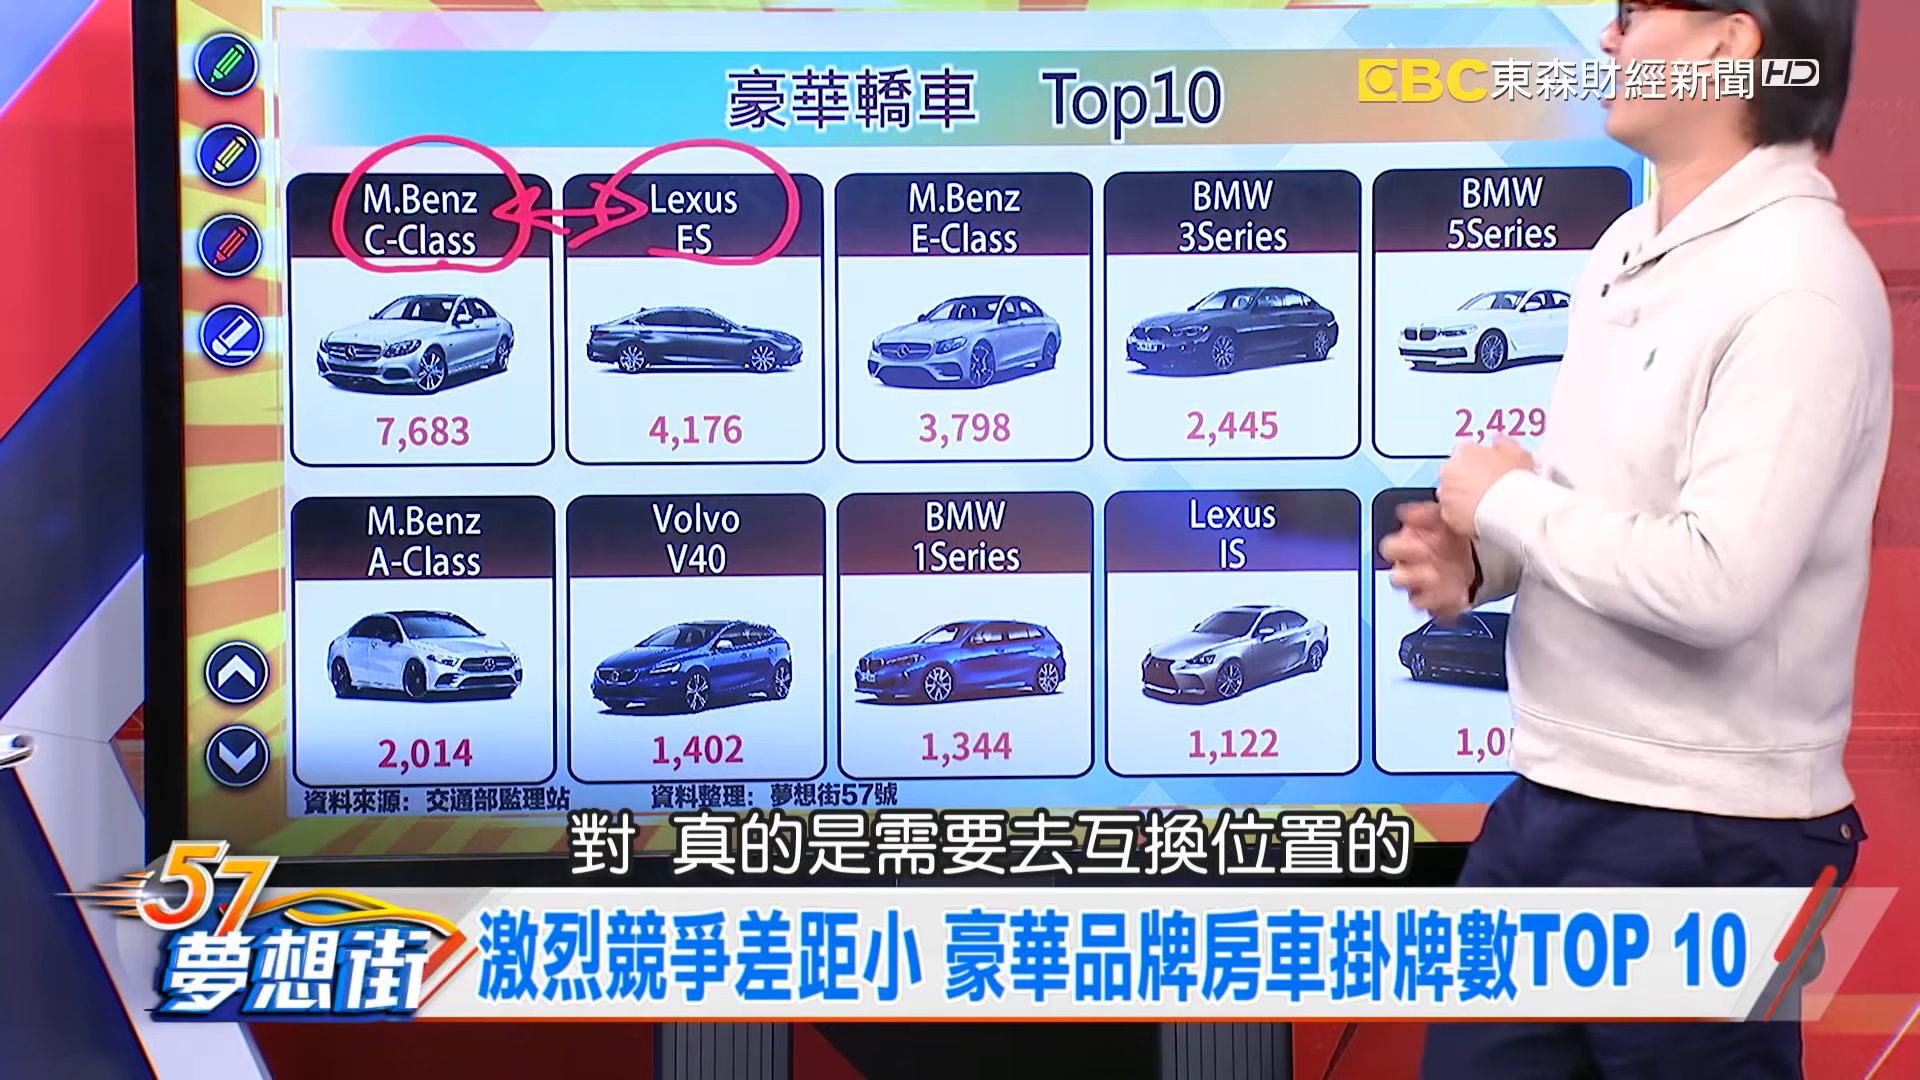 豪華轎車 Top10
EBC東森財經新聞HD
M.Benz
C-Class
7,683
Lexus
ES
4,176
M.Benz
E-Class
3,798
BMW
3Series
2,445
BMW
5Series
2,429
M.Benz
A-Class
2,014
Volvo
V40
1,402
BMW
1Series
1,344
Lexus
IS
1,122
資料來源：交通部監理站 資料整理：夢想街57號
對 真的是需要去互換位置的
57
夢想街
激烈競爭差距小 豪華品牌房車掛牌數TOP 10